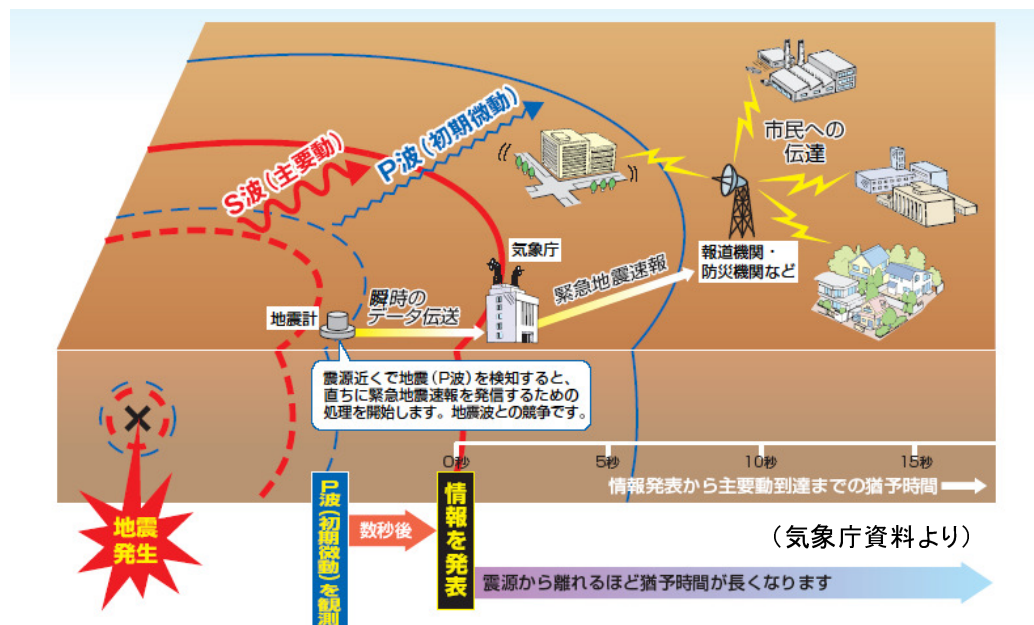 S波(主要動)
P波(初期微動)
市民への
伝達
気象庁
報道機関・
防災機関など
緊急地震速報
瞬時の
データ伝送
地震計
震源近くで地震(P波)を検知すると、
直ちに緊急地震速報を発信するための
処理を開始します。地震波との競争です。
0秒
5秒
10秒
15秒
情報発表から主要動到達までの猶予時間
地震
発生
P波(初期微動)を観測
数秒後
情報を発表
(気象庁資料より)
震源から離れるほど猶予時間が長くなります